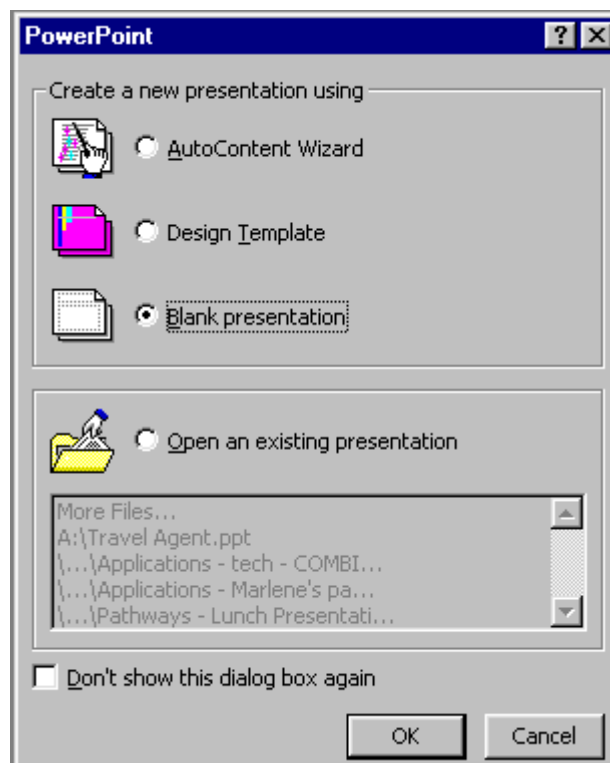 PowerPoint
Create a new presentation using
AutoContent Wizard
Design Template
Blank presentation
Open an existing presentation
More Files...
A:\Travel Agent.ppt
\...\Applications - tech - COMBI...
\...\Applications - Marlene's pa...
\...\Pathways - Lunch Presentati...
Don't show this dialog box again
OK Cancel